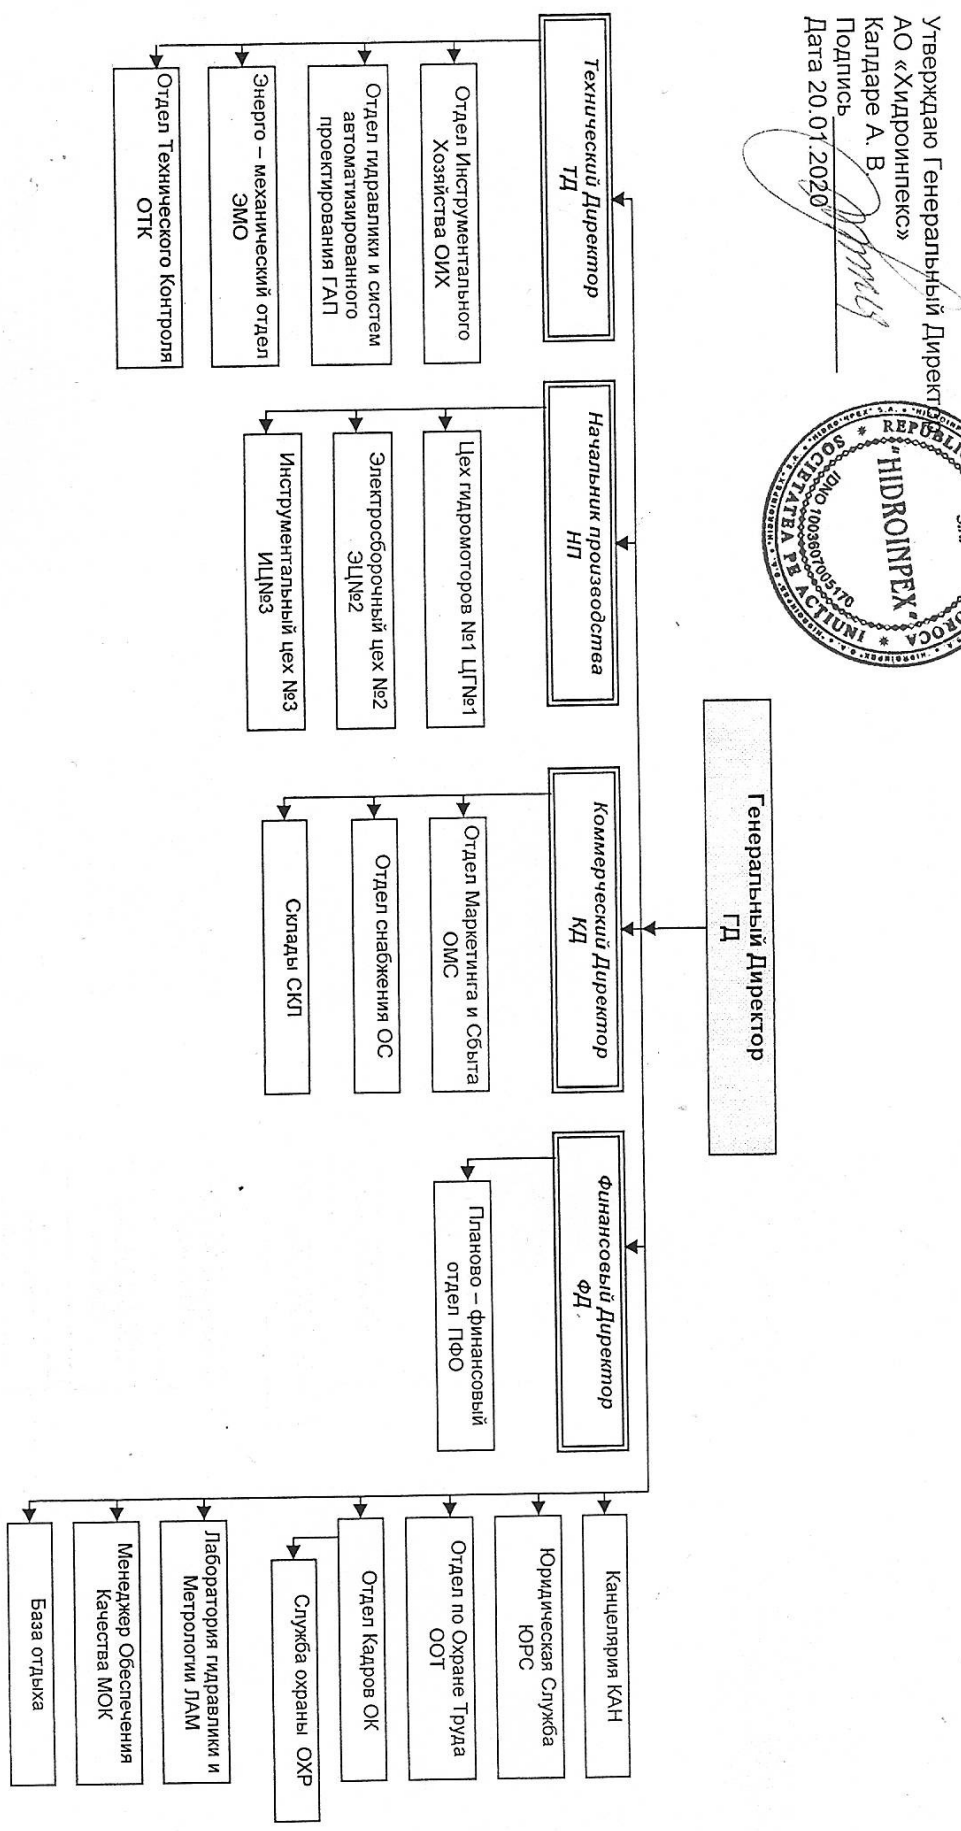 Утверждаю Генеральный Директор
АО «Хидроинпекс»
Калдаре А. В.
Подпись
Дата 20.01.2020
REPUBLIC
SOCIETATEA PE ACTIUNI
"HIDROINPEX"
IDNO 1003607005170
Генеральный Директор
ГД
Технический Директор
ТД
Отдел Инструментального
Хозяйства ОИХ
Отдел гидравлики и систем
автоматизированного
проектирования ГАП
Энерго – механический отдел
ЭМО
Отдел Технического Контроля
ОТК
Начальник производства
НП
Цех гидромоторов №1 ЦГ№1
Электросборочный цех №2
ЭЦ№2
Инструментальный цех №3
ИЦ№3
Коммерческий Директор
КД
Отдел Маркетинга и Сбыта
ОМС
Отдел снабжения ОС
Склады СКЛ
Финансовый Директор
ФД
Планово – финансовый
отдел ПФО
Канцелярия КАН
Юридическая Служба
ЮРС
Отдел по Охране Труда
ООТ
Отдел Кадров ОК
Служба охраны ОХР
Лаборатория гидравлики и
Метрологии ЛАМ
Менеджер Обеспечения
Качества МОК
База отдыха